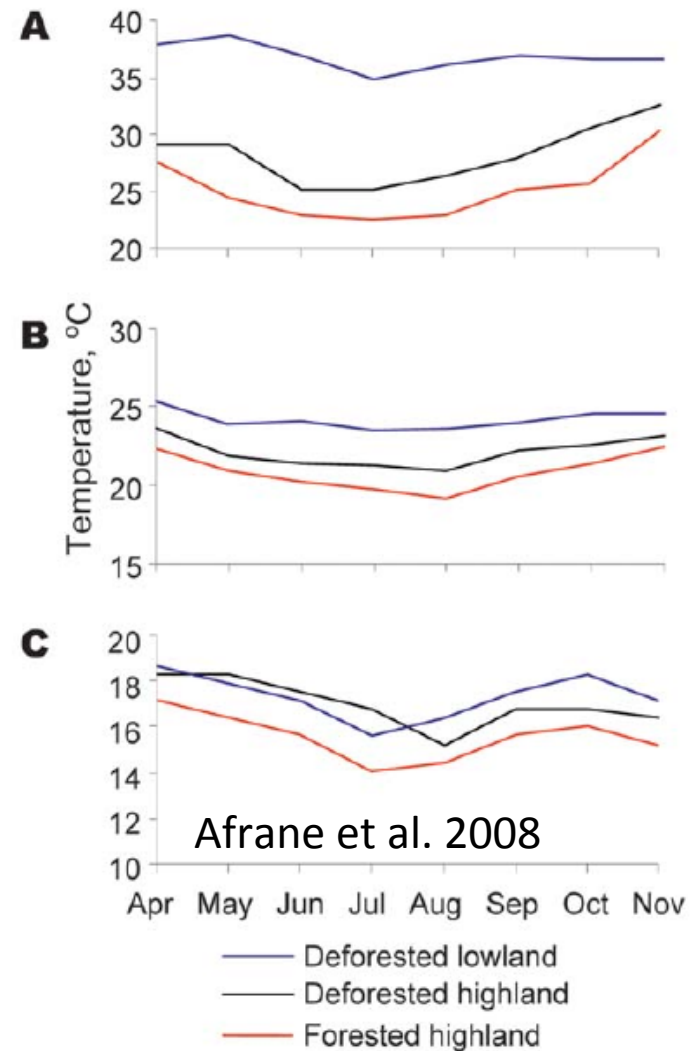 A
40
35
30
25
20
B
Temperature, ºC
30
25
20
15
C
20
18
16
14
12
10
Afrane et al. 2008
Apr May Jun Jul Aug Sep Oct Nov
Deforested lowland
Deforested highland
Forested highland